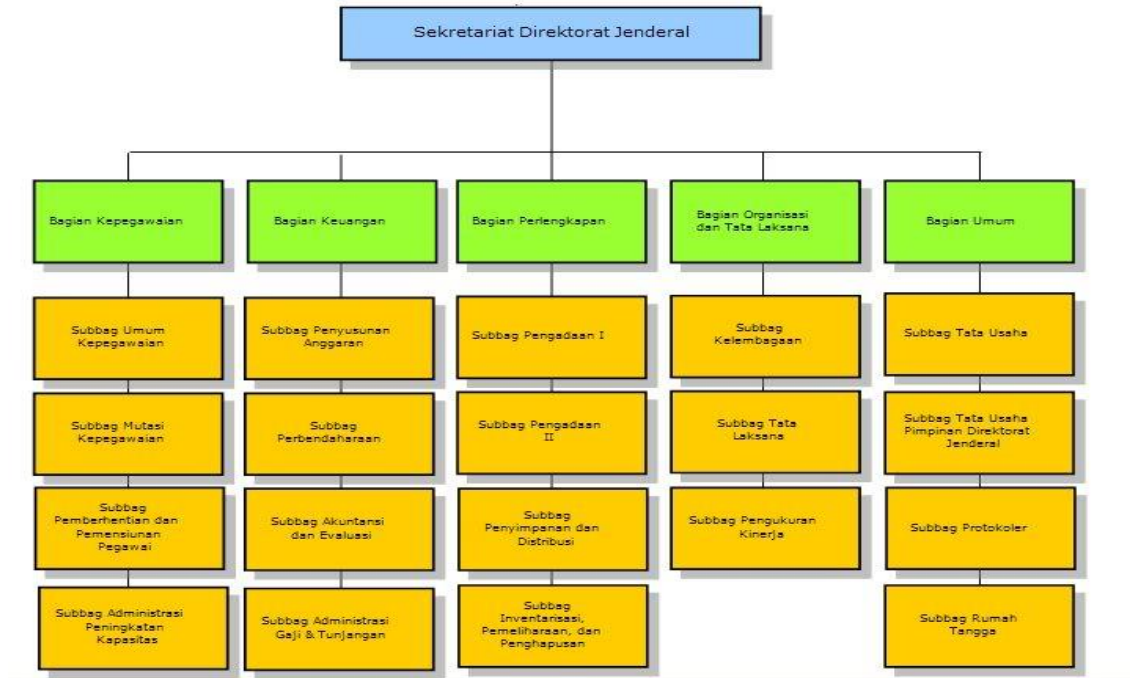 Sekretariat Direktorat Jenderal
Bagian Kepegawaian
Bagian Keuangan
Bagian Perlengkapan
Bagian Organisasi
dan Tata Laksana
Bagian Umum
Subbag Umum
Kepegawaian
Subbag Penyusunan
Anggaran
Subbag Pengadaan I
Subbag
Kelembagaan
Subbag Tata Usaha
Subbag Mutasi
Kepegawaian
Subbag
Perbendaharaan
Subbag Pengadaan
II
Subbag Tata
Laksana
Subbag Tata Usaha
Pimpinan Direktorat
Jenderal
Subbag
Pemberhentian dan
Pemensiunan
Pegawai
Subbag Akuntansi
dan Evaluasi
Subbag
Penyimpanan dan
Distribusi
Subbag Pengukuran
Kinerja
Subbag Protokoler
Subbag Administrasi
Peningkatan
Kapasitas
Subbag Administrasi
Gaji & Tunjangan
Subbag
Inventarisasi,
Pemeliharaan, dan
Penghapusan
Subbag Rumah
Tangga